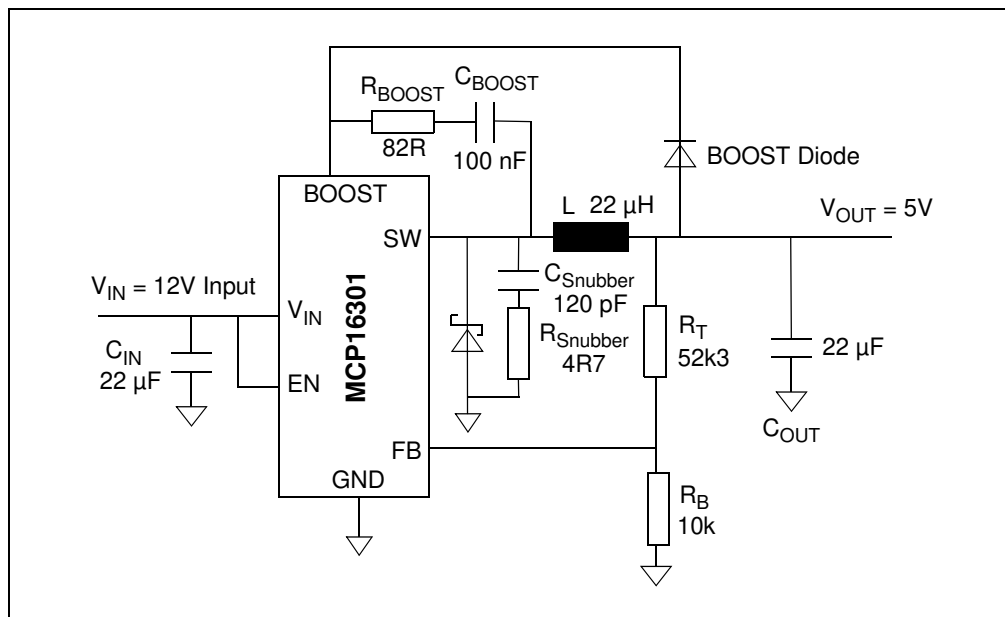 C_BOOST
R_BOOST
82R
100 nF
BOOST Diode
BOOST
L 22 µH
V_OUT = 5V
SW
C_Snubber
120 pF
V_IN = 12V Input
V_IN
MCP16301
R_Snubber
4R7
R_T
52k3
22 µF
C_IN
22 µF
EN
C_OUT
FB
GND
R_B
10k